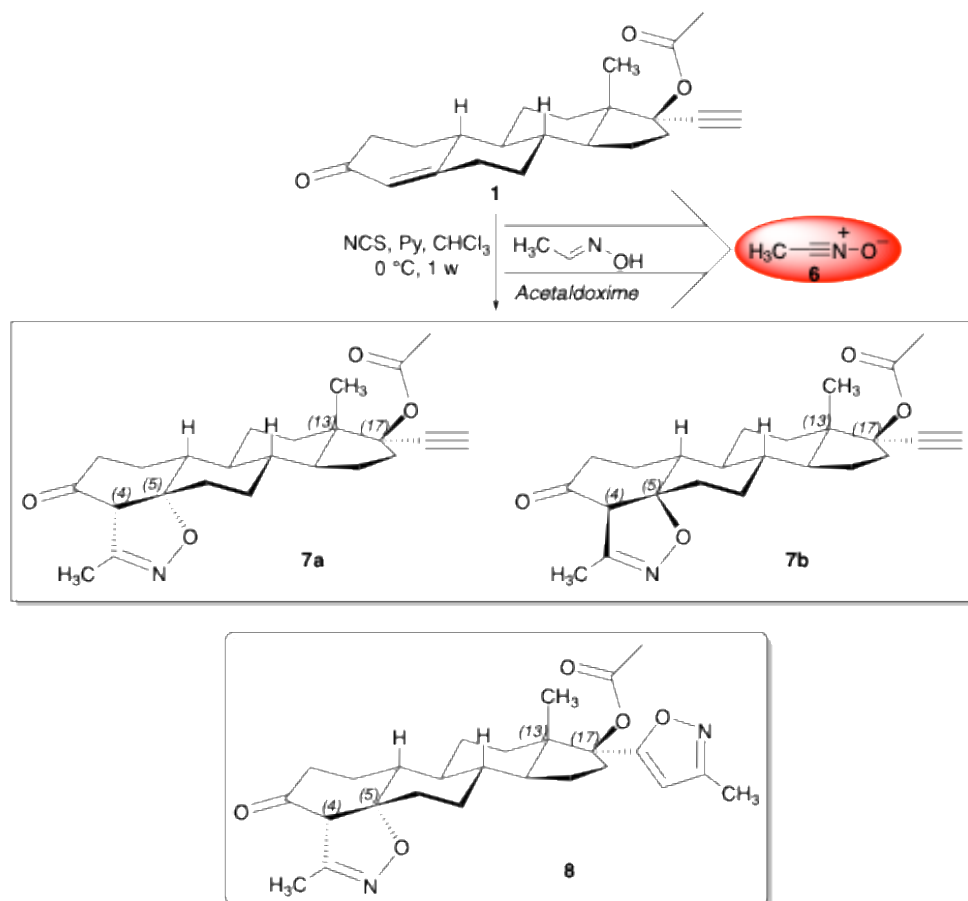 O
O
CH₃
H
H
O
1
NCS, Py, CHCl₃
0 °C, 1 w
H₃C
N
OH
Acetaldoxime
H₃C N⁺ O⁻
6
O
CH₃ O
(13) (17)
H
H
O
(4) (5)
O
H₃C N
7a
O
CH₃ O
(13) (17)
H
H
O
(4) (5)
O
H₃C N
7b
O
CH₃ O
(13) (17)
O N
CH₃
H
H
O
(4) (5)
O
H₃C N
8